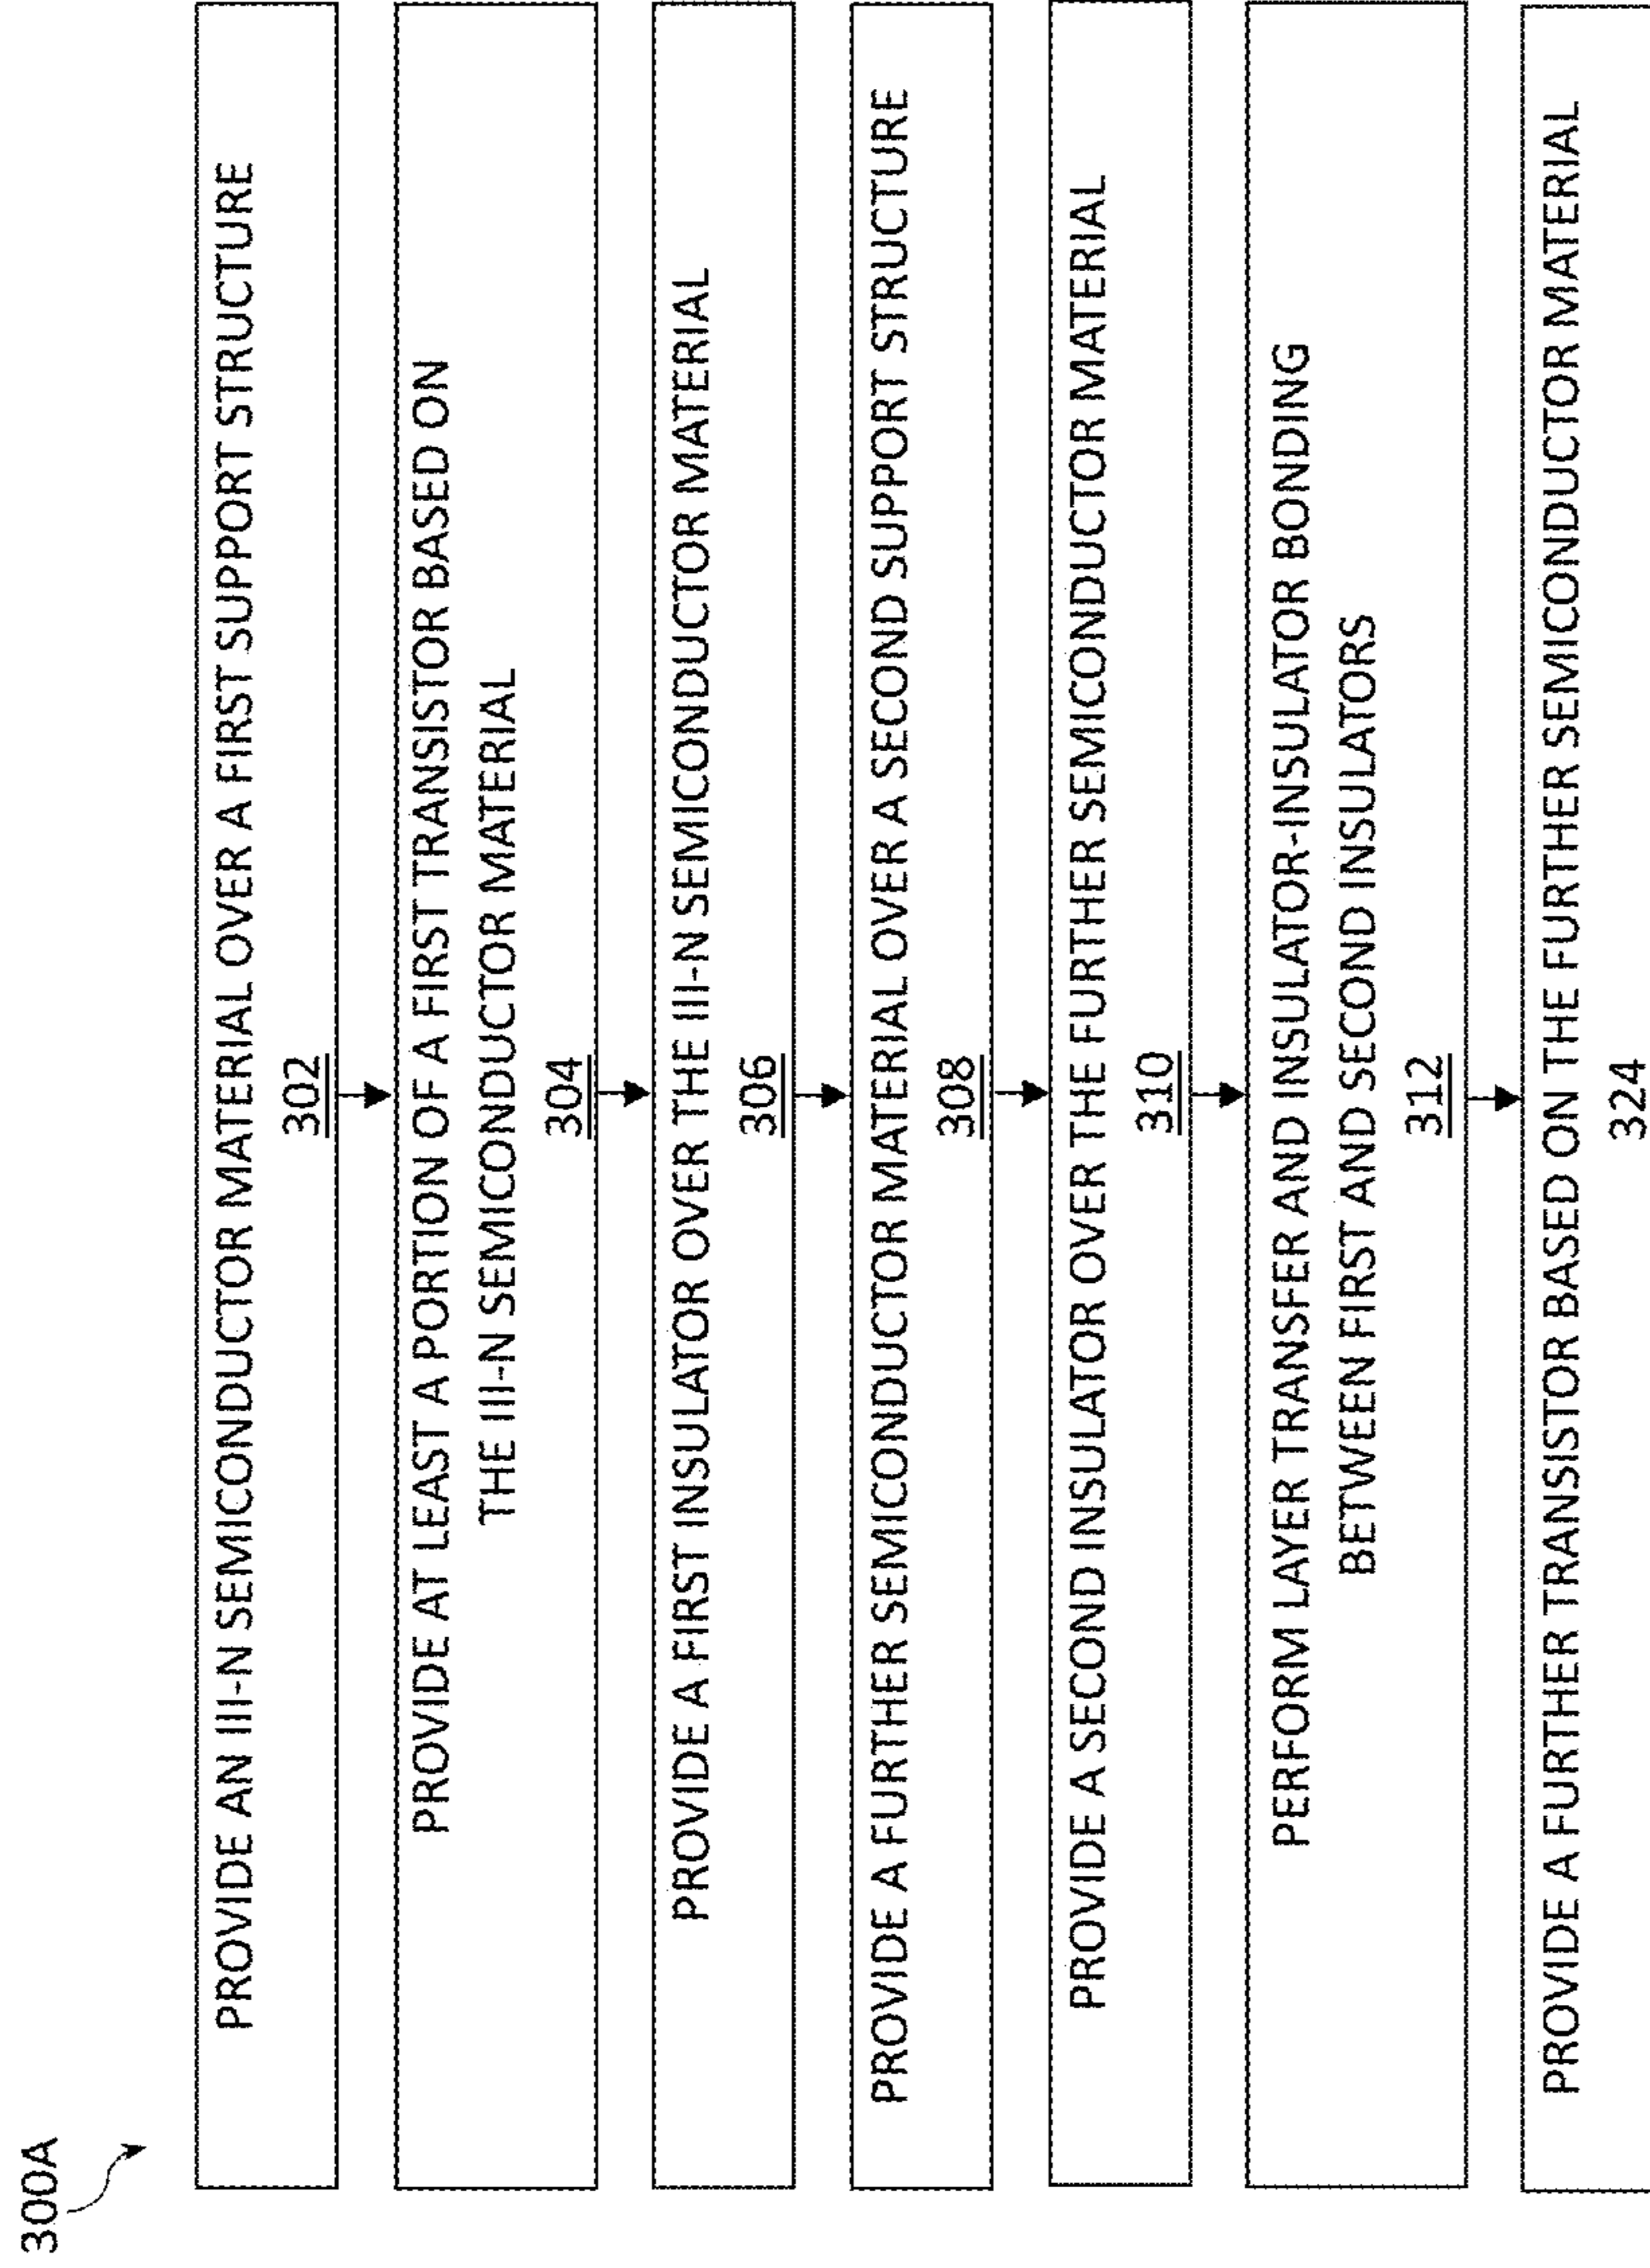 300A
PROVIDE AN III-N SEMICONDUCTOR MATERIAL OVER A FIRST SUPPORT STRUCTURE
302
PROVIDE AT LEAST A PORTION OF A FIRST TRANSISTOR BASED ON
THE III-N SEMICONDUCTOR MATERIAL
304
PROVIDE A FIRST INSULATOR OVER THE III-N SEMICONDUCTOR MATERIAL
306
PROVIDE A FURTHER SEMICONDUCTOR MATERIAL OVER A SECOND SUPPORT STRUCTURE
308
PROVIDE A SECOND INSULATOR OVER THE FURTHER SEMICONDUCTOR MATERIAL
310
PERFORM LAYER TRANSFER AND INSULATOR-INSULATOR BONDING
BETWEEN FIRST AND SECOND INSULATORS
312
PROVIDE A FURTHER TRANSISTOR BASED ON THE FURTHER SEMICONDUCTOR MATERIAL
324